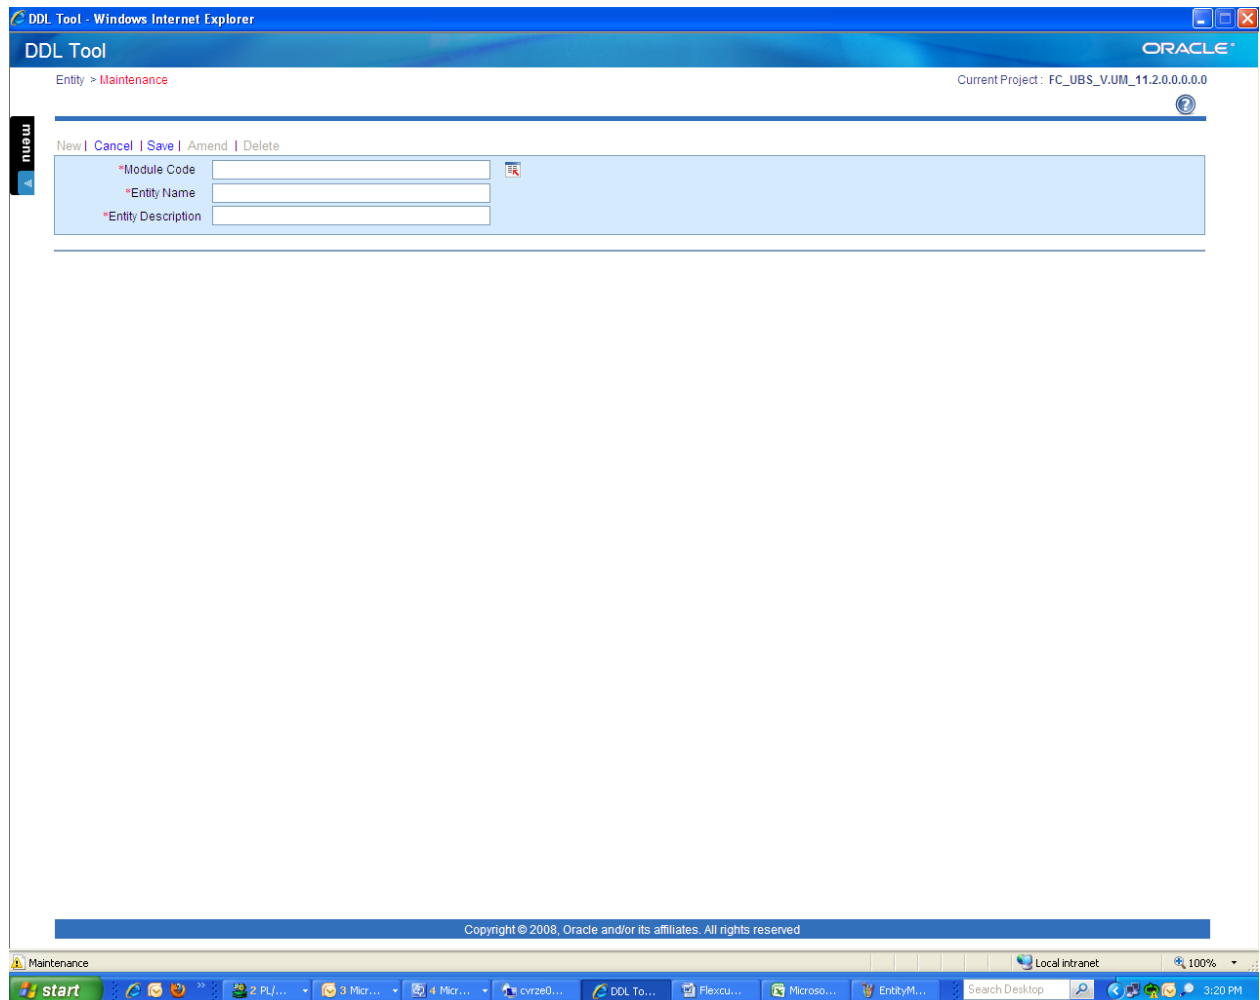 DDL Tool - Windows Internet Explorer
DDL Tool
ORACLE
Entity > Maintenance
Current Project : FC_UBS_V.UM_11.2.0.0.0.0.0
menu
New | Cancel | Save | Amend | Delete
*Module Code
*Entity Name
*Entity Description
Copyright © 2008, Oracle and/or its affiliates. All rights reserved
Maintenance
Local intranet
100%
start
2 PL/...
3 Micr...
4 Micr...
cvrze0...
DDL To...
Flexcu...
Microso...
EntityM...
Search Desktop
3:20 PM